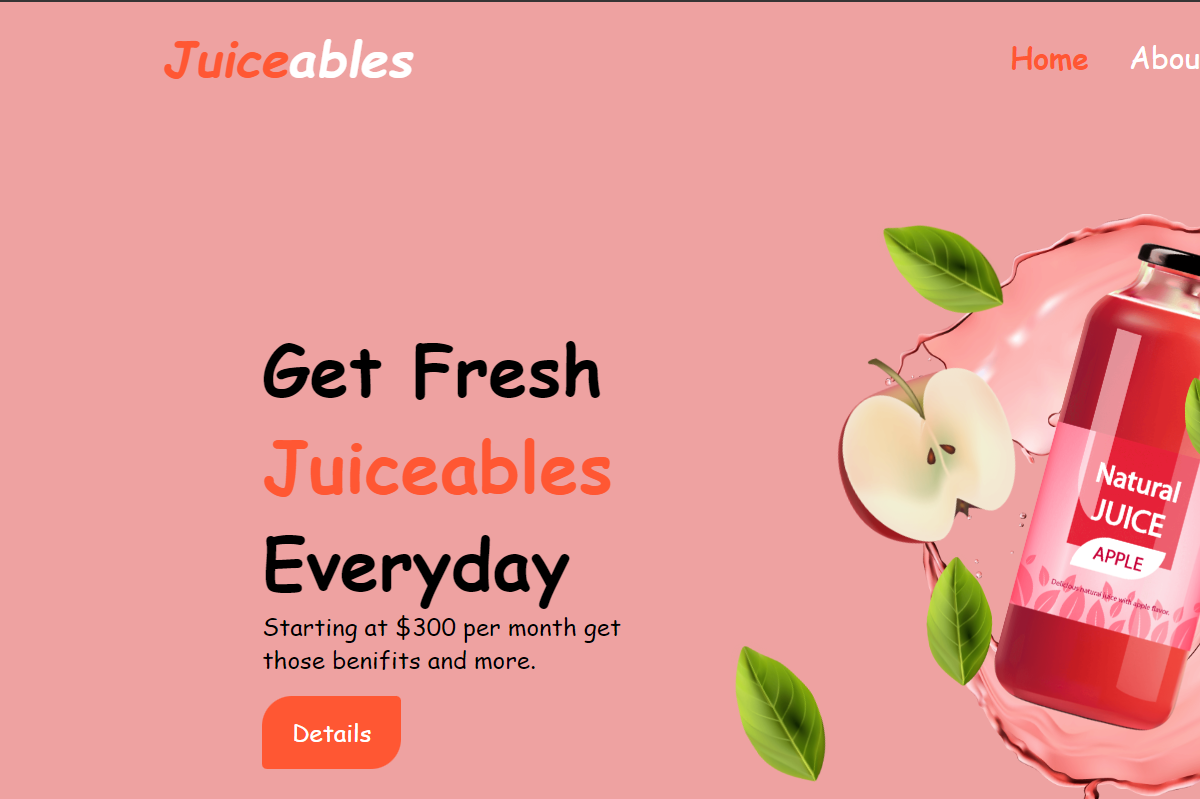 Juiceables
Home Abou
Get Fresh
Juiceables
Everyday
Starting at $300 per month get
those benifits and more.
Details
Natural
JUICE
APPLE
Delicious natural juice with apple flavor.